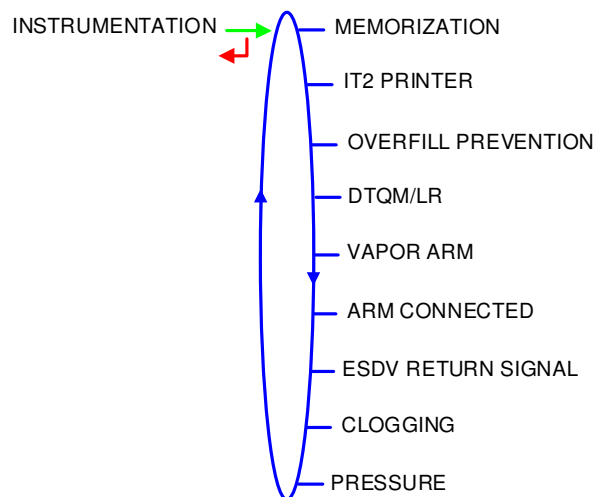 INSTRUMENTATION
MEMORIZATION
IT2 PRINTER
OVERFILL PREVENTION
DTQM/LR
VAPOR ARM
ARM CONNECTED
ESDV RETURN SIGNAL
CLOGGING
PRESSURE